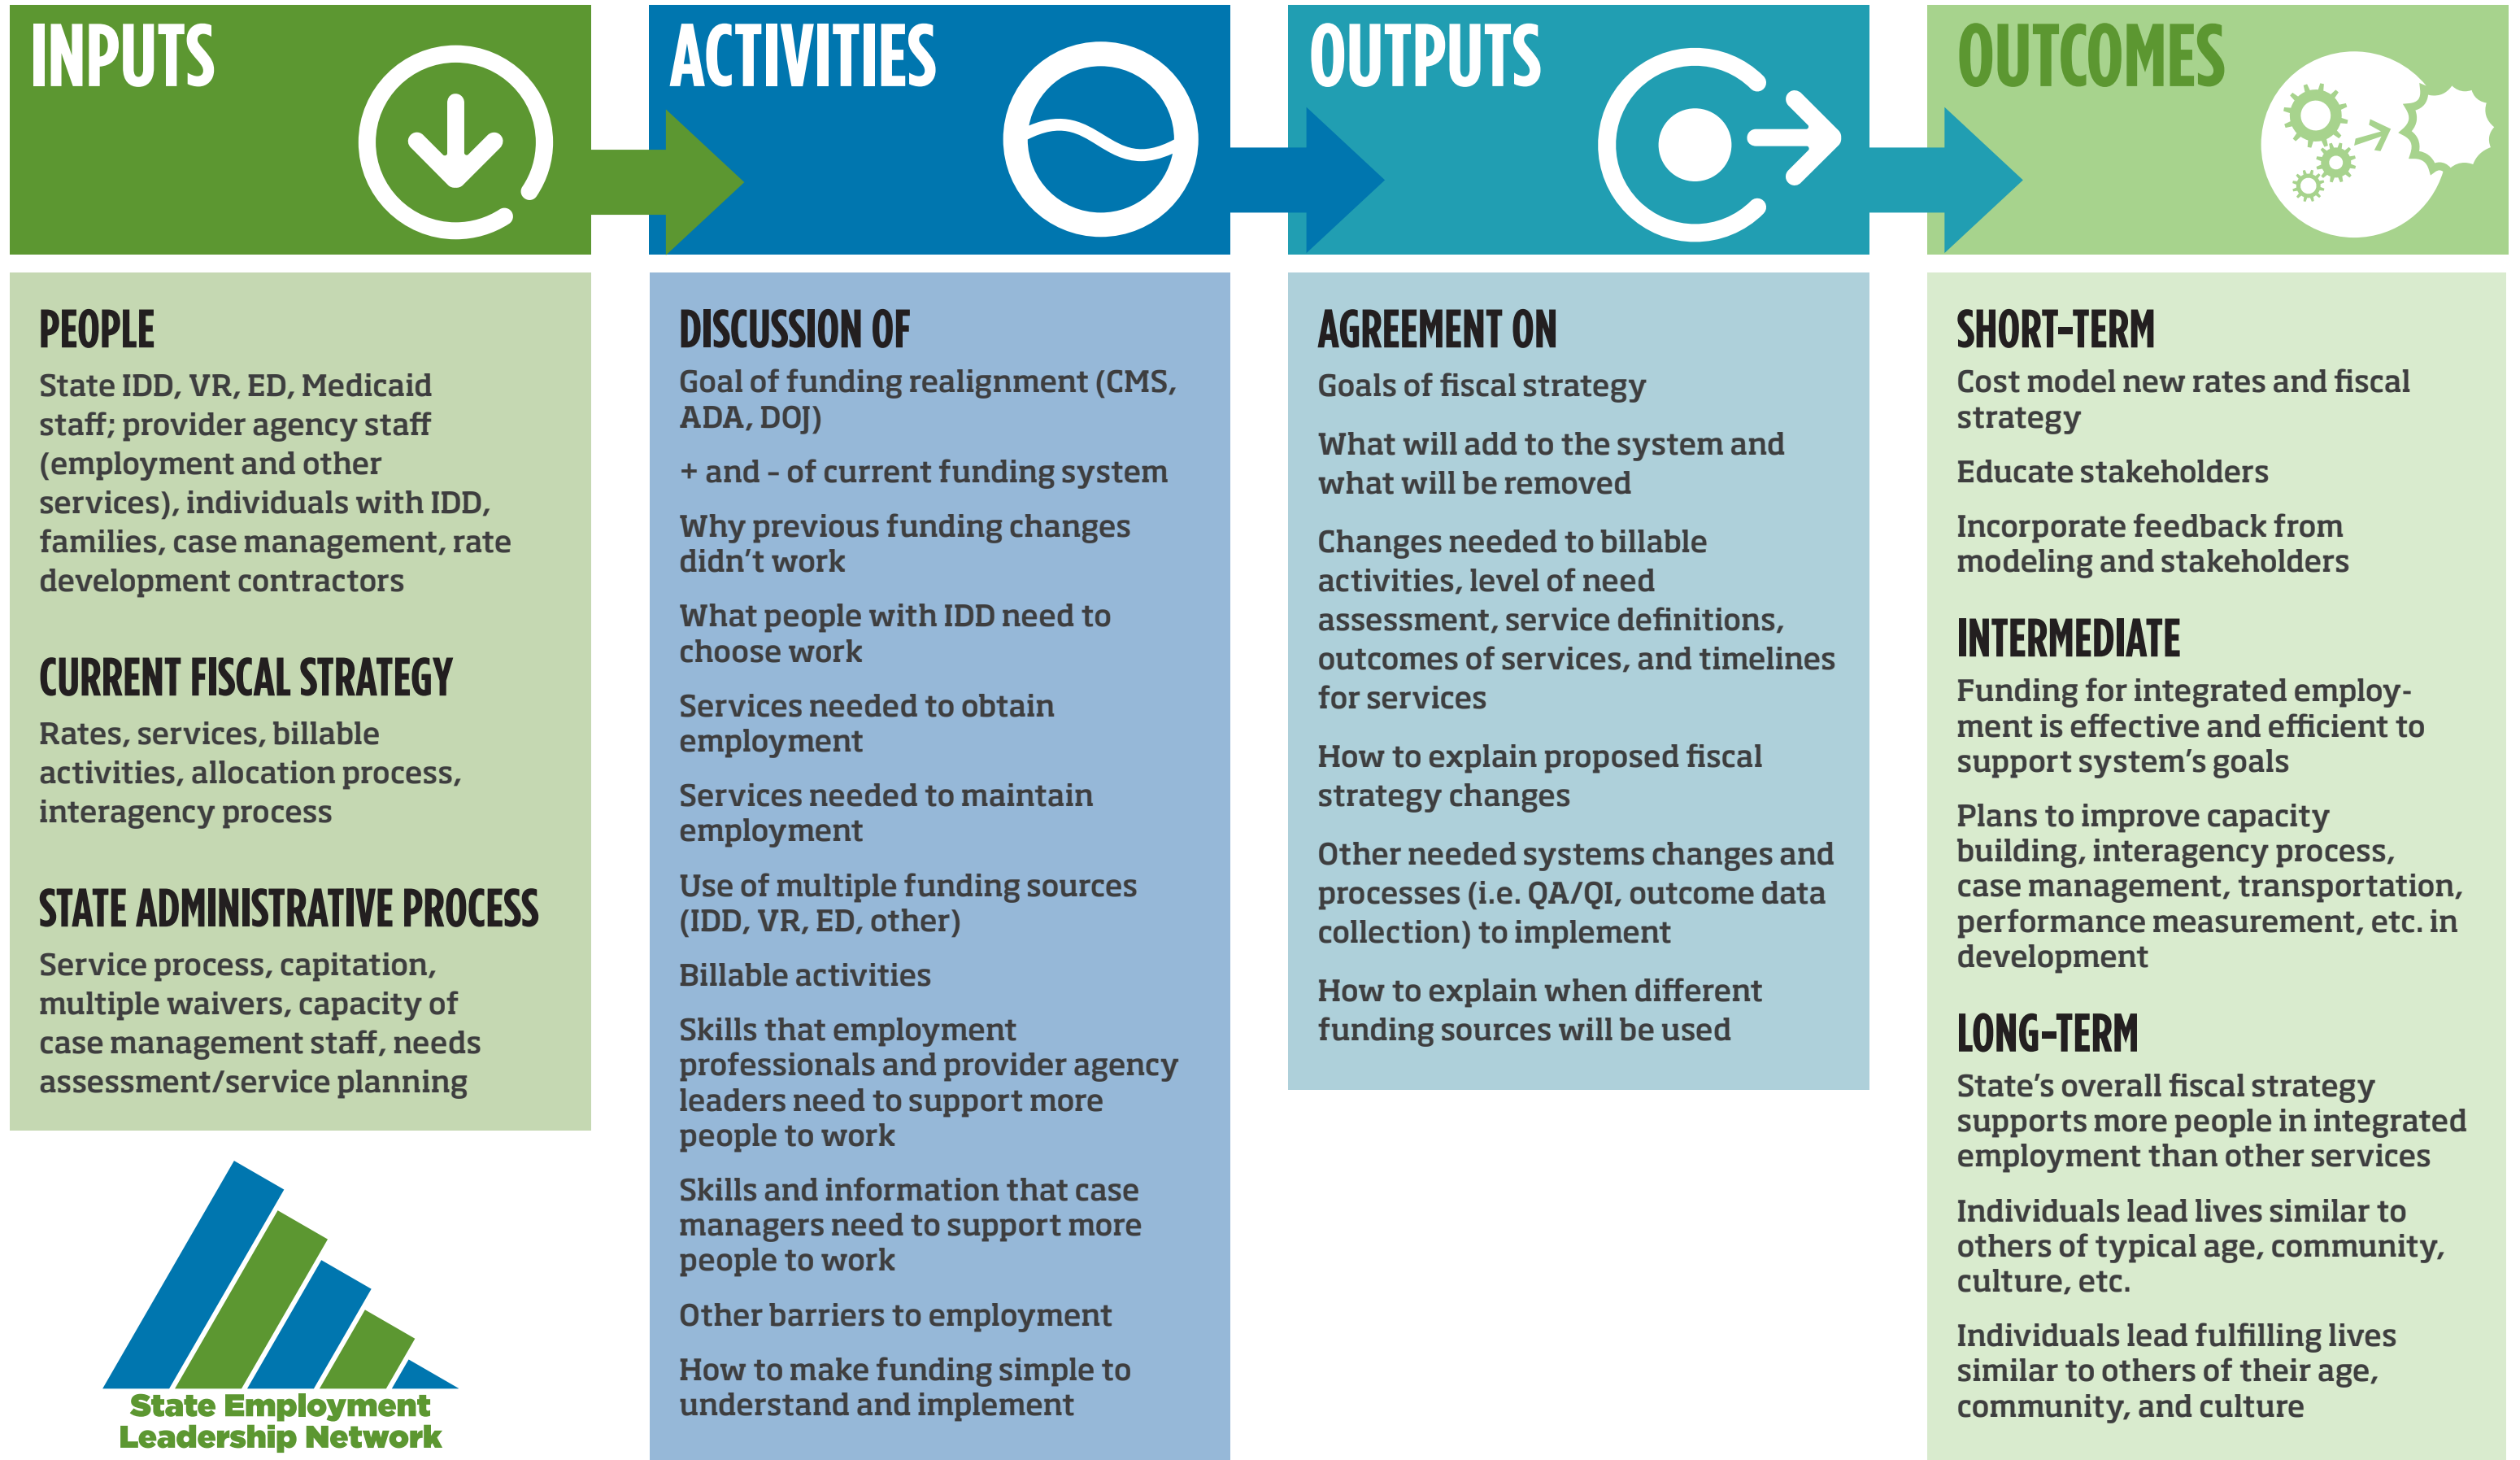 INPUTS
PEOPLE
State IDD, VR, ED, Medicaid
staff; provider agency staff
(employment and other
services), individuals with IDD,
families, case management, rate
development contractors
CURRENT FISCAL STRATEGY
Rates, services, billable
activities, allocation process,
interagency process
STATE ADMINISTRATIVE PROCESS
Service process, capitation,
multiple waivers, capacity of
case management staff, needs
assessment/service planning
State Employment
Leadership Network
ACTIVITIES
DISCUSSION OF
Goal of funding realignment (CMS,
ADA, DOJ)
+ and – of current funding system
Why previous funding changes
didn’t work
What people with IDD need to
choose work
Services needed to obtain
employment
Services needed to maintain
employment
Use of multiple funding sources
(IDD, VR, ED, other)
Billable activities
Skills that employment
professionals and provider agency
leaders need to support more
people to work
Skills and information that case
managers need to support more
people to work
Other barriers to employment
How to make funding simple to
understand and implement
OUTPUTS
AGREEMENT ON
Goals of fiscal strategy
What will add to the system and
what will be removed
Changes needed to billable
activities, level of need
assessment, service definitions,
outcomes of services, and timelines
for services
How to explain proposed fiscal
strategy changes
Other needed systems changes and
processes (i.e. QA/QI, outcome data
collection) to implement
How to explain when different
funding sources will be used
OUTCOMES
SHORT-TERM
Cost model new rates and fiscal
strategy
Educate stakeholders
Incorporate feedback from
modeling and stakeholders
INTERMEDIATE
Funding for integrated employ-
ment is effective and efficient to
support system’s goals
Plans to improve capacity
building, interagency process,
case management, transportation,
performance measurement, etc. in
development
LONG-TERM
State’s overall fiscal strategy
supports more people in integrated
employment than other services
Individuals lead lives similar to
others of typical age, community,
culture, etc.
Individuals lead fulfilling lives
similar to others of their age,
community, and culture